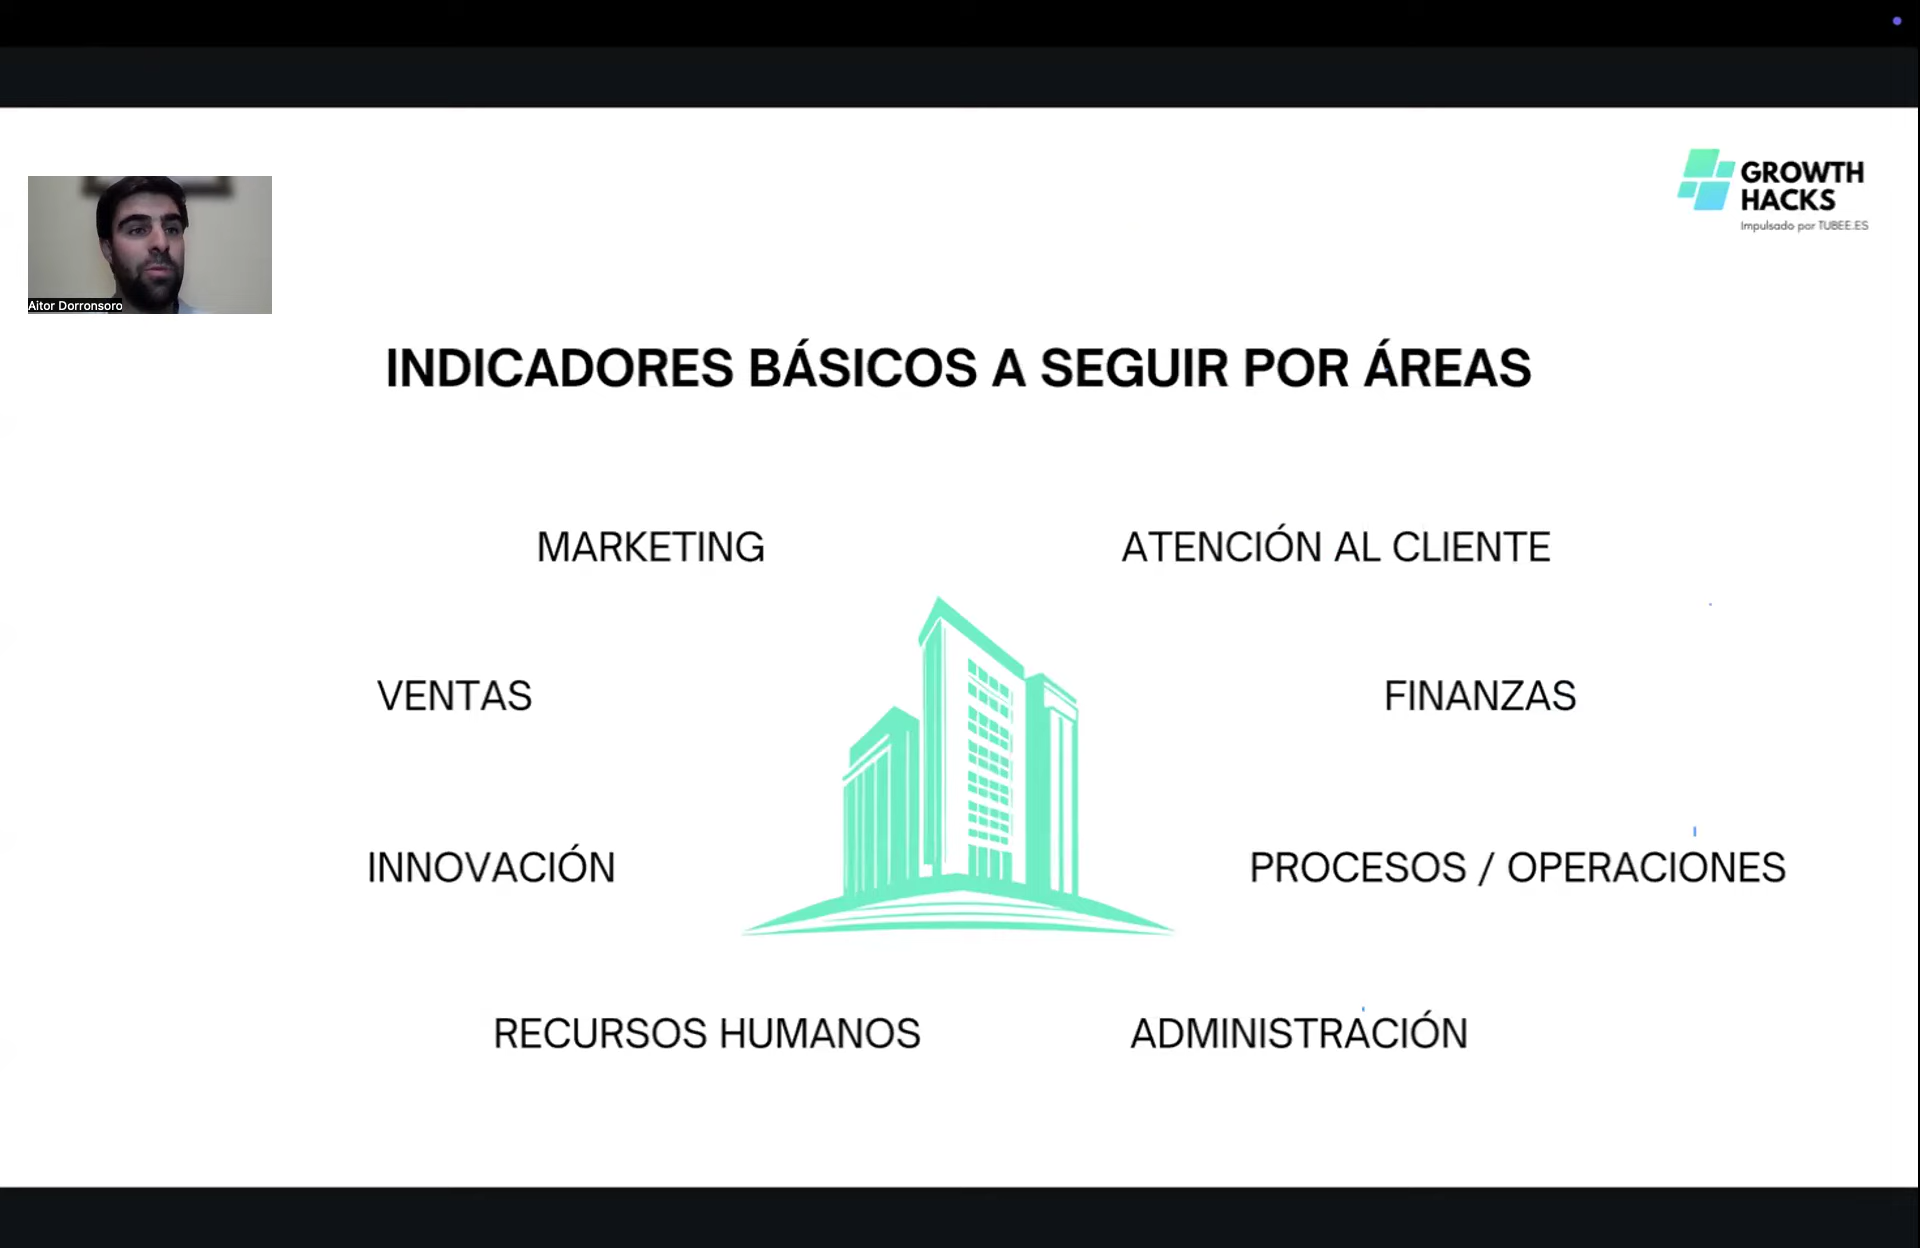 GROWTH
HACKS
Impulsado por TUBEE.ES
Aitor Dorronsoro
INDICADORES BÁSICOS A SEGUIR POR ÁREAS
MARKETING
ATENCIÓN AL CLIENTE
VENTAS
FINANZAS
INNOVACIÓN
PROCESOS / OPERACIONES
RECURSOS HUMANOS
ADMINISTRACIÓN